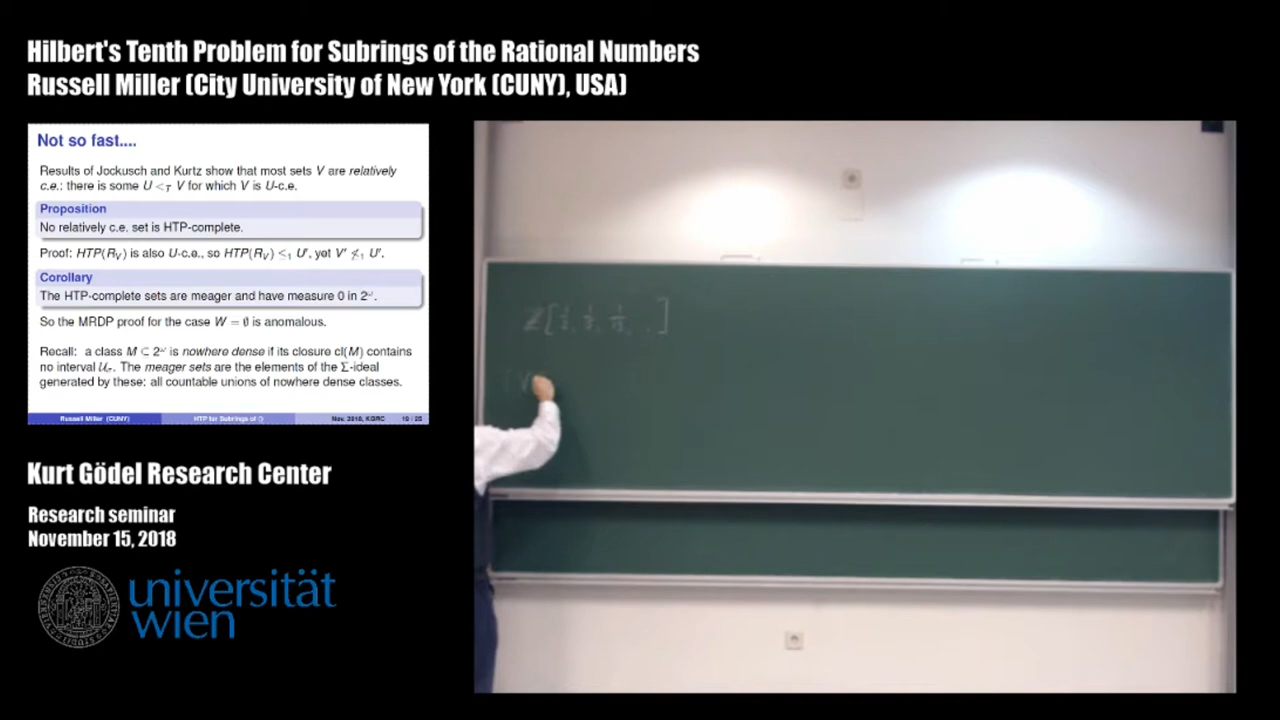 Hilbert's Tenth Problem for Subrings of the Rational Numbers
Russell Miller (City University of New York (CUNY), USA)
Not so fast....
Results of Jockusch and Kurtz show that most sets V are relatively
c.e.: there is some U <_T V for which V is U-c.e.
Proposition
No relatively c.e. set is HTP-complete.
Proof: HTP(R_V) is also U-c.e., so HTP(R_V) ≤₁ U′, yet V′ ≰₁ U′.
Corollary
The HTP-complete sets are meager and have measure 0 in 2^ω.
So the MRDP proof for the case W = ∅ is anomalous.
Recall: a class M ⊂ 2^ω is nowhere dense if its closure cl(M) contains
no interval U_σ. The meager sets are the elements of the Σ-ideal
generated by these: all countable unions of nowhere dense classes.
Russell Miller (CUNY) HTP for Subrings of ℚ Nov. 2018, KGRC 19 / 25
Kurt Gödel Research Center
Research seminar
November 15, 2018
universität
wien